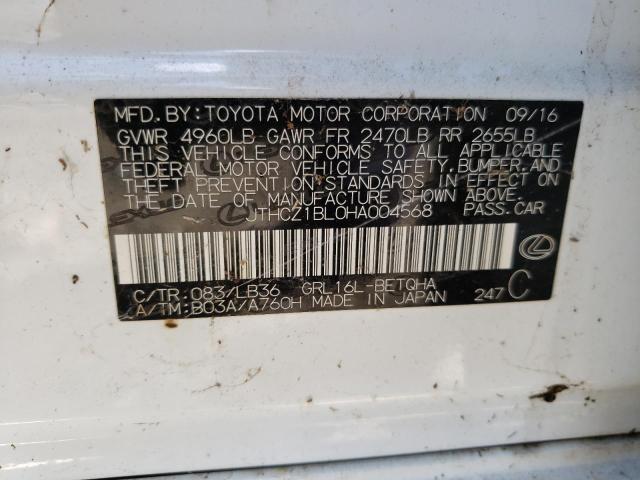 MFD.BY:TOYOTA MOTOR CORPORATION 09/16
GVWR 4960LB GAWR FR 2470LB RR 2655LB
THIS VEHICLE CONFORMS TO ALL APPLICABLE
FEDERAL MOTOR VEHICLE SAFETY, BUMPER, AND
THEFT PREVENTION STANDARDS IN EFFECT ON
THE DATE OF MANUFACTURE SHOWN ABOVE.
JTHCZ1BL0HA004568 PASS.CAR
C/TR: 083/LB36 GRL16L-BETQHA
A/TM:B03A/A760H MADE IN JAPAN 247 C